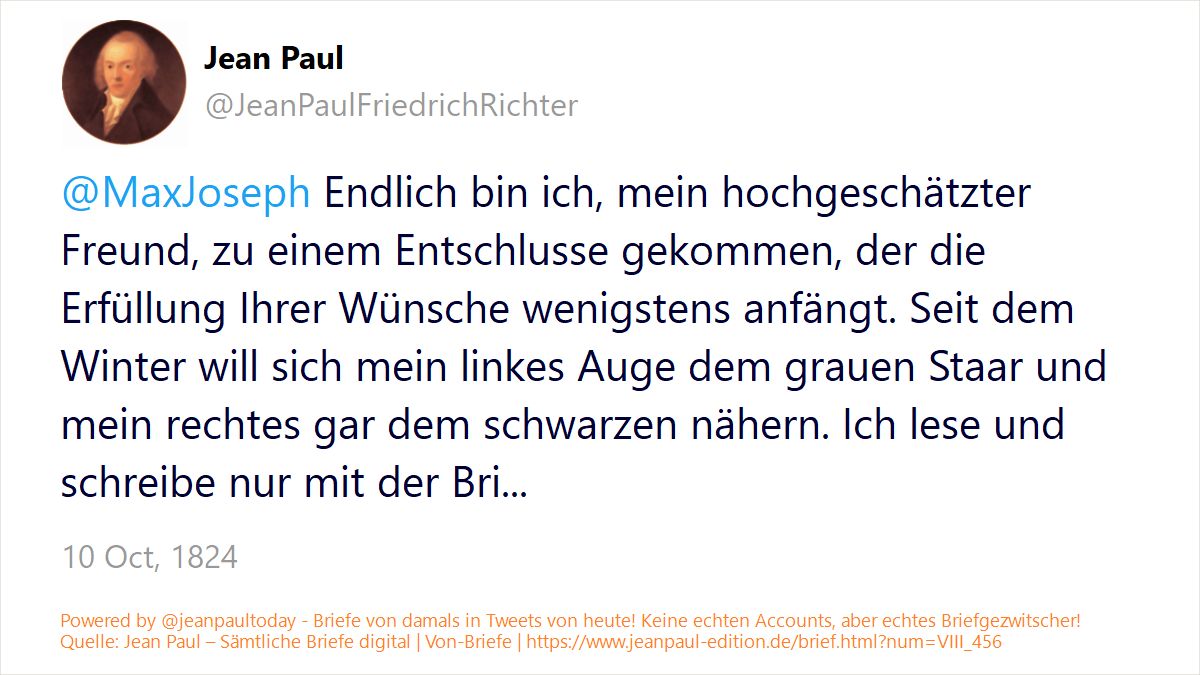 Jean Paul
@JeanPaulFriedrichRichter
@MaxJoseph Endlich bin ich, mein hochgeschätzter
Freund, zu einem Entschlusse gekommen, der die
Erfüllung Ihrer Wünsche wenigstens anfängt. Seit dem
Winter will sich mein linkes Auge dem grauen Staar und
mein rechtes gar dem schwarzen nähern. Ich lese und
schreibe nur mit der Bri...
10 Oct, 1824
Powered by @jeanpaultoday - Briefe von damals in Tweets von heute! Keine echten Accounts, aber echtes Briefgezwitscher!
Quelle: Jean Paul – Sämtliche Briefe digital | Von-Briefe | https://www.jeanpaul-edition.de/brief.html?num=VIII_456